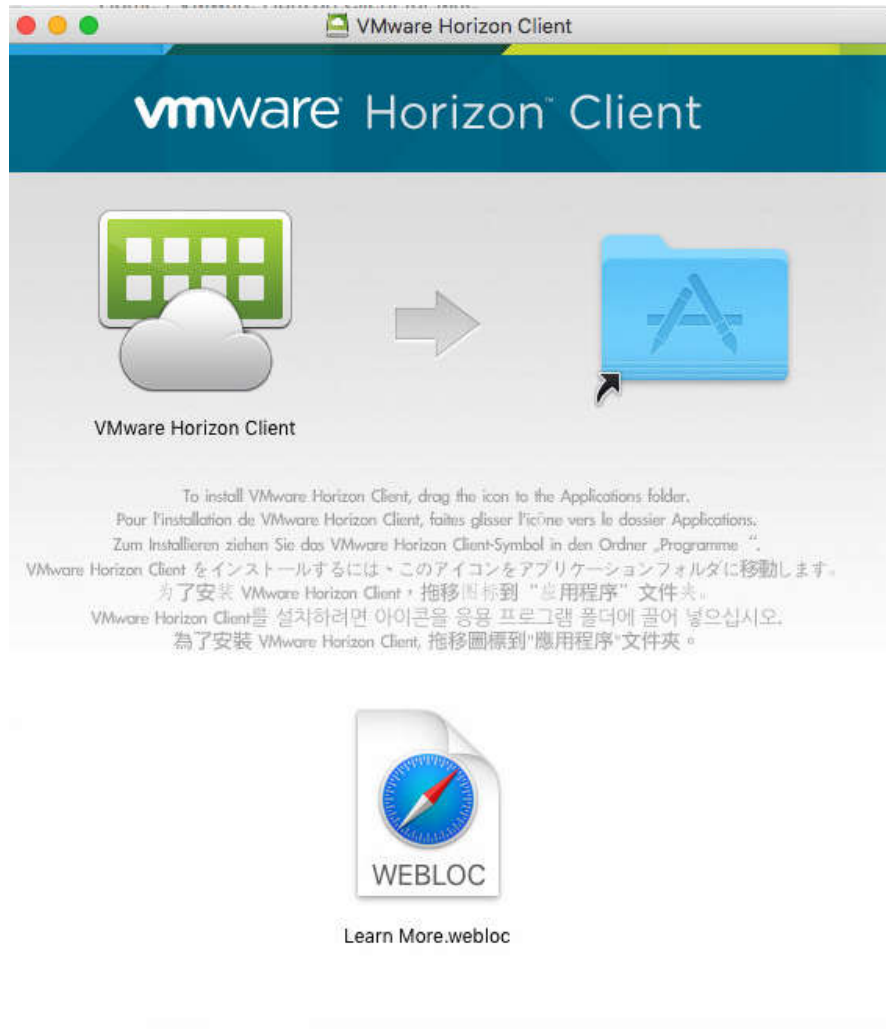 VMware Horizon Client
vmware Horizon™ Client
VMware Horizon Client
To install VMware Horizon Client, drag the icon to the Applications folder.
Pour l'installation de VMware Horizon Client, faites glisser l'icône vers le dossier Applications.
Zum Installieren ziehen Sie das VMware Horizon Client-Symbol in den Ordner „Programme “.
VMware Horizon Client をインストールするには、このアイコンをアプリケーションフォルダに移動します。
为了安装 VMware Horizon Client，拖移图标到 “应用程序” 文件夹。
VMware Horizon Client를 설치하려면 아이콘을 응용 프로그램 폴더에 끌어 넣으십시오.
為了安裝 VMware Horizon Client, 拖移圖標到"應用程序"文件夾。
WEBLOC
Learn More.webloc